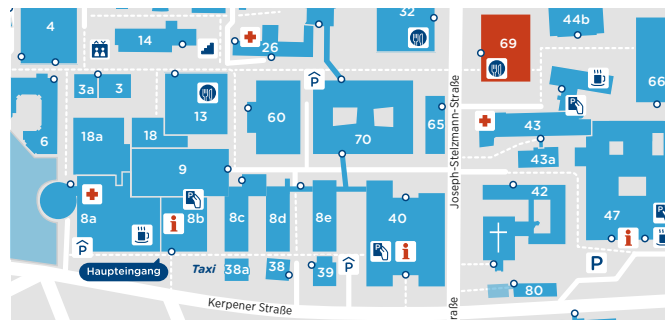 4
14
26
32
69
44b
3a
3
13
60
70
65
Joseph-Stelzmann-Straße
66
6
18a
18
43
43a
9
8a
8b
8c
8d
8e
40
42
47
P
P
P
P
i
i
i
Haupteingang
Taxi
38a
38
39
80
Kerpener Straße
raße